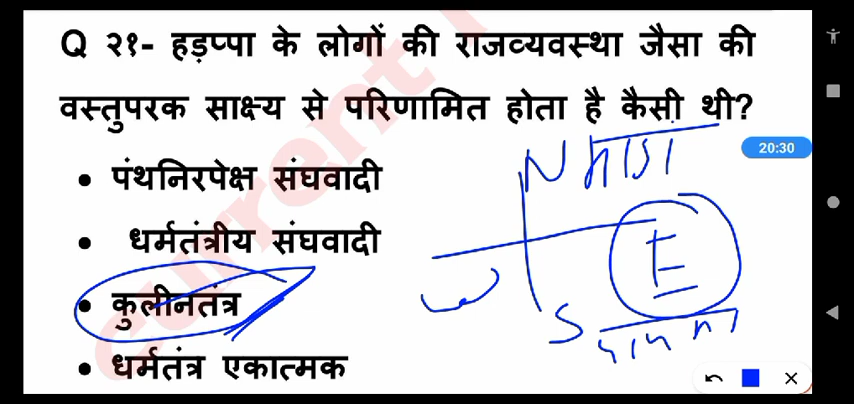 Q २१- हड़प्पा के लोगों की राजव्यवस्था जैसा की
वस्तुपरक साक्ष्य से परिणामित होता है कैसी थी?
20:30
• पंथनिरपेक्ष संघवादी
• धर्मतंत्रीय संघवादी
• कुलीनतंत्र
• धर्मतंत्र एकात्मक
N
E
W
S